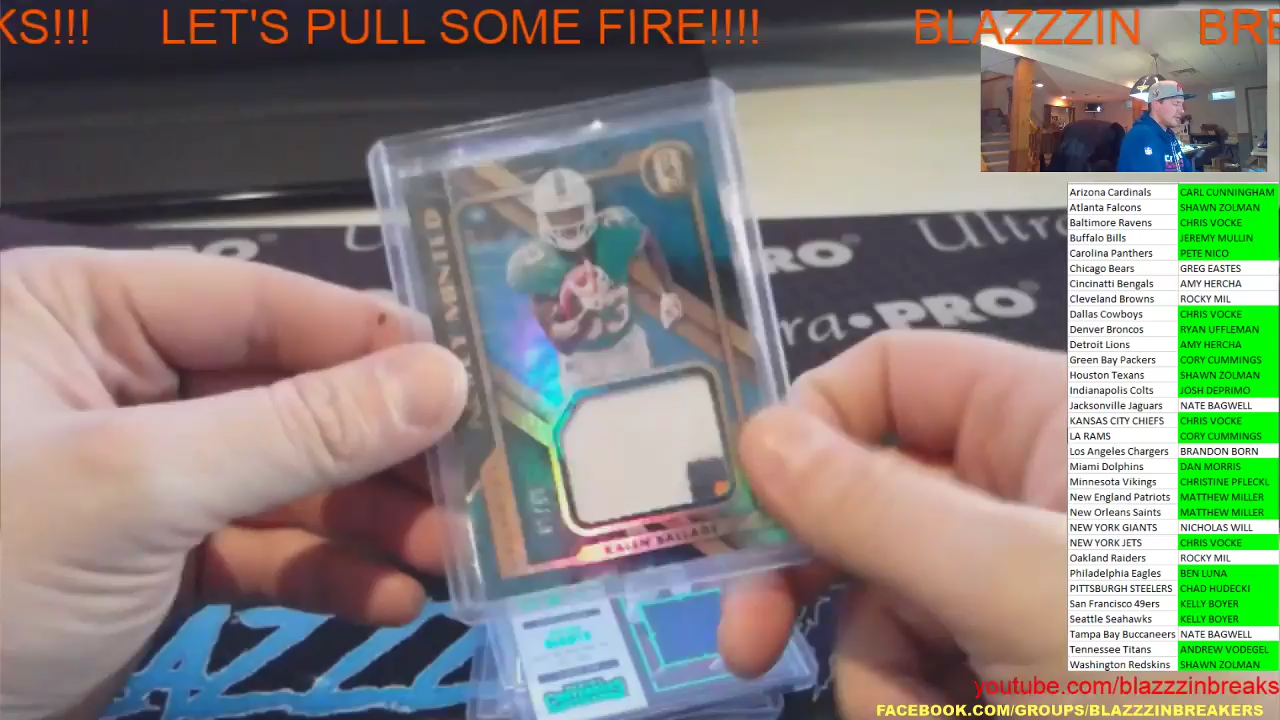 KS!!! LET'S PULL SOME FIRE!!!! BLAZZZIN BRE
Arizona Cardinals CARL CUNNINGHAM
Atlanta Falcons SHAWN ZOLMAN
Baltimore Ravens CHRIS VOCKE
Buffalo Bills JEREMY MULLIN
Carolina Panthers PETE NICO
Chicago Bears GREG EASTES
Cincinatti Bengals AMY HERCHA
Cleveland Browns ROCKY MIL
Dallas Cowboys CHRIS VOCKE
Denver Broncos RYAN UFFLEMAN
Detroit Lions AMY HERCHA
Green Bay Packers CORY CUMMINGS
Houston Texans SHAWN ZOLMAN
Indianapolis Colts JOSH DEPRIMO
Jacksonville Jaguars NATE BAGWELL
KANSAS CITY CHIEFS CHRIS VOCKE
LA RAMS CORY CUMMINGS
Los Angeles Chargers BRANDON BORN
Miami Dolphins DAN MORRIS
Minnesota Vikings CHRISTINE PFLECKL
New England Patriots MATTHEW MILLER
New Orleans Saints MATTHEW MILLER
NEW YORK GIANTS NICHOLAS WILL
NEW YORK JETS CHRIS VOCKE
Oakland Raiders ROCKY MIL
Philadelphia Eagles BEN LUNA
PITTSBURGH STEELERS CHAD HUDECKI
San Francisco 49ers KELLY BOYER
Seattle Seahawks KELLY BOYER
Tampa Bay Buccaneers NATE BAGWELL
Tennessee Titans ANDREW VODEGEL
Washington Redskins SHAWN ZOLMAN
youtube.com/blazzzinbreaks
FACEBOOK.COM/GROUPS/BLAZZZINBREAKERS
PRO Ultra
PRO
ra•PRO
KALEN BALLAGE
AZZZ